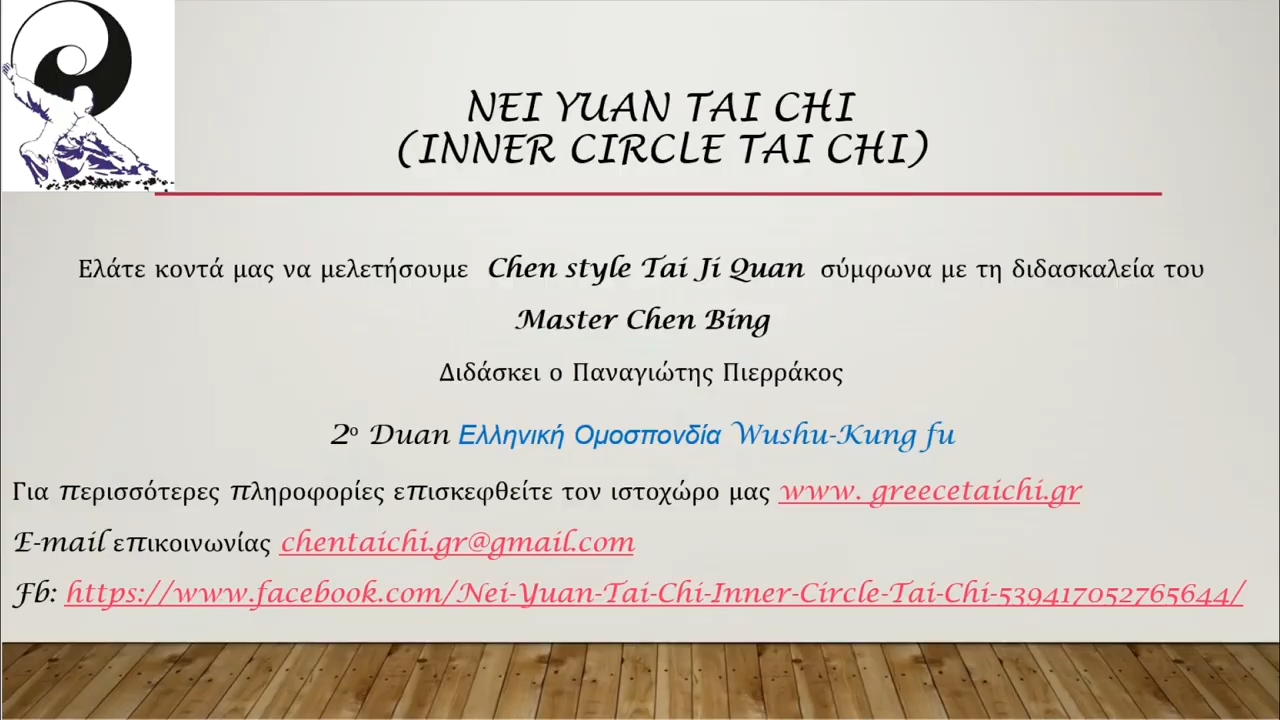 NEI YUAN TAI CHI
(INNER CIRCLE TAI CHI)
Ελάτε κοντά μας να μελετήσουμε Chen style Tai Ji Quan σύμφωνα με τη διδασκαλεία του
Master Chen Bing
Διδάσκει ο Παναγιώτης Πιερράκος
2ο Duan Ελληνική Ομοσπονδία Wushu-Kung fu
Για περισσότερες πληροφορίες επισκεφθείτε τον ιστοχώρο μας www. greecetaichi.gr
E-mail επικοινωνίας chentaichi.gr@gmail.com
Fb: https://www.facebook.com/Nei-Yuan-Tai-Chi-Inner-Circle-Tai-Chi-539417052765644/